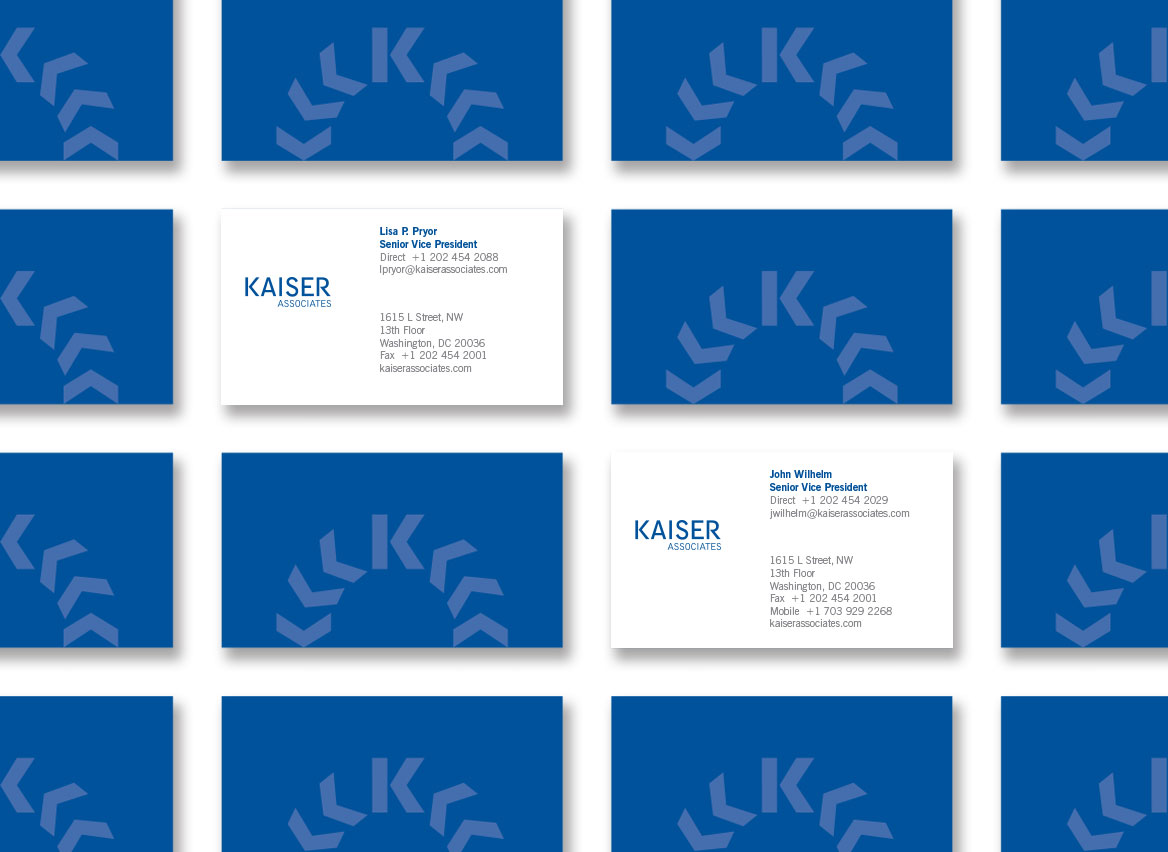 K
K
K
K
Lisa P. Pryor
Senior Vice President
Direct +1 202 454 2088
lpryor@kaiserassociates.com
KAISER
ASSOCIATES
1615 L Street, NW
13th Floor
Washington, DC 20036
Fax +1 202 454 2001
kaiserassociates.com
K
K
K
K
K
John Wilhelm
Senior Vice President
Direct +1 202 454 2029
jwilhelm@kaiserassociates.com
KAISER
ASSOCIATES
1615 L Street, NW
13th Floor
Washington, DC 20036
Fax +1 202 454 2001
Mobile +1 703 929 2268
kaiserassociates.com
K
K
K
K
K